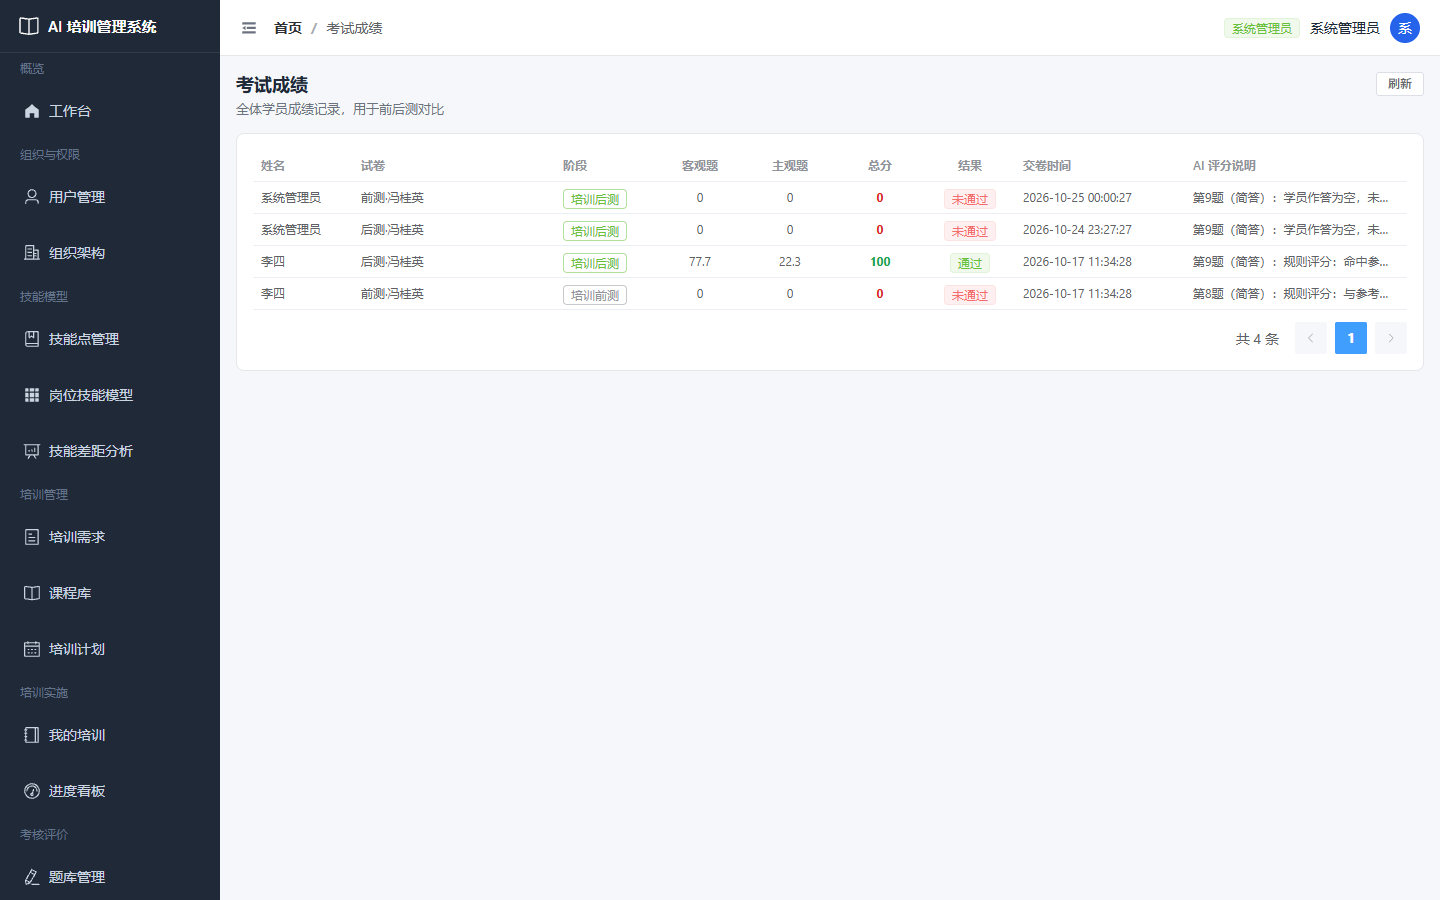 AI 培训管理系统
概览
工作台
组织与权限
用户管理
组织架构
技能模型
技能点管理
岗位技能模型
技能差距分析
培训管理
培训需求
课程库
培训计划
培训实施
我的培训
进度看板
考核评价
题库管理
首页 / 考试成绩
系统管理员 系统管理员 系
考试成绩
刷新
全体学员成绩记录，用于前后测对比
姓名 试卷 阶段 客观题 主观题 总分 结果 交卷时间 AI 评分说明
系统管理员 前测·冯桂英 培训后测 0 0 0 未通过 2026-10-25 00:00:27 第9题（简答）：学员作答为空，未...
系统管理员 后测·冯桂英 培训后测 0 0 0 未通过 2026-10-24 23:27:27 第9题（简答）：学员作答为空，未...
李四 后测·冯桂英 培训后测 77.7 22.3 100 通过 2026-10-17 11:34:28 第9题（简答）：规则评分：命中参...
李四 前测·冯桂英 培训前测 0 0 0 未通过 2026-10-17 11:34:28 第8题（简答）：规则评分：与参考...
共 4 条 1